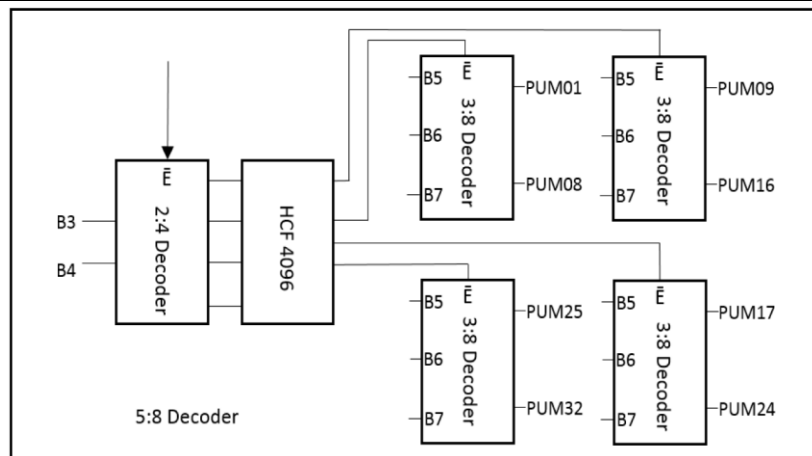 B3
B4
Ē
2:4 Decoder
HCF 4096
B5
B6
B7
Ē
3:8 Decoder
PUM01
PUM08
B5
B6
B7
Ē
3:8 Decoder
PUM09
PUM16
B5
B6
B7
Ē
3:8 Decoder
PUM25
PUM32
B5
B6
B7
Ē
3:8 Decoder
PUM17
PUM24
5:8 Decoder